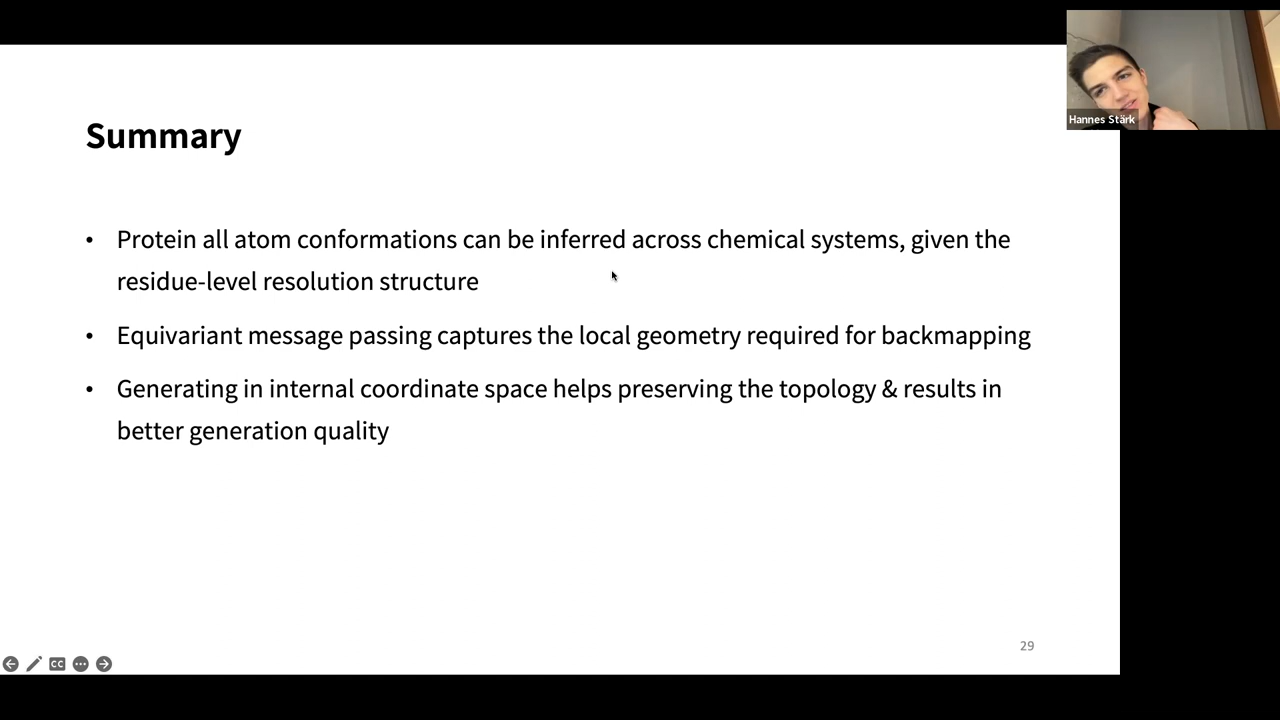 Hannes Stärk
Summary
• Protein all atom conformations can be inferred across chemical systems, given the
residue-level resolution structure
• Equivariant message passing captures the local geometry required for backmapping
• Generating in internal coordinate space helps preserving the topology & results in
better generation quality
29
CC